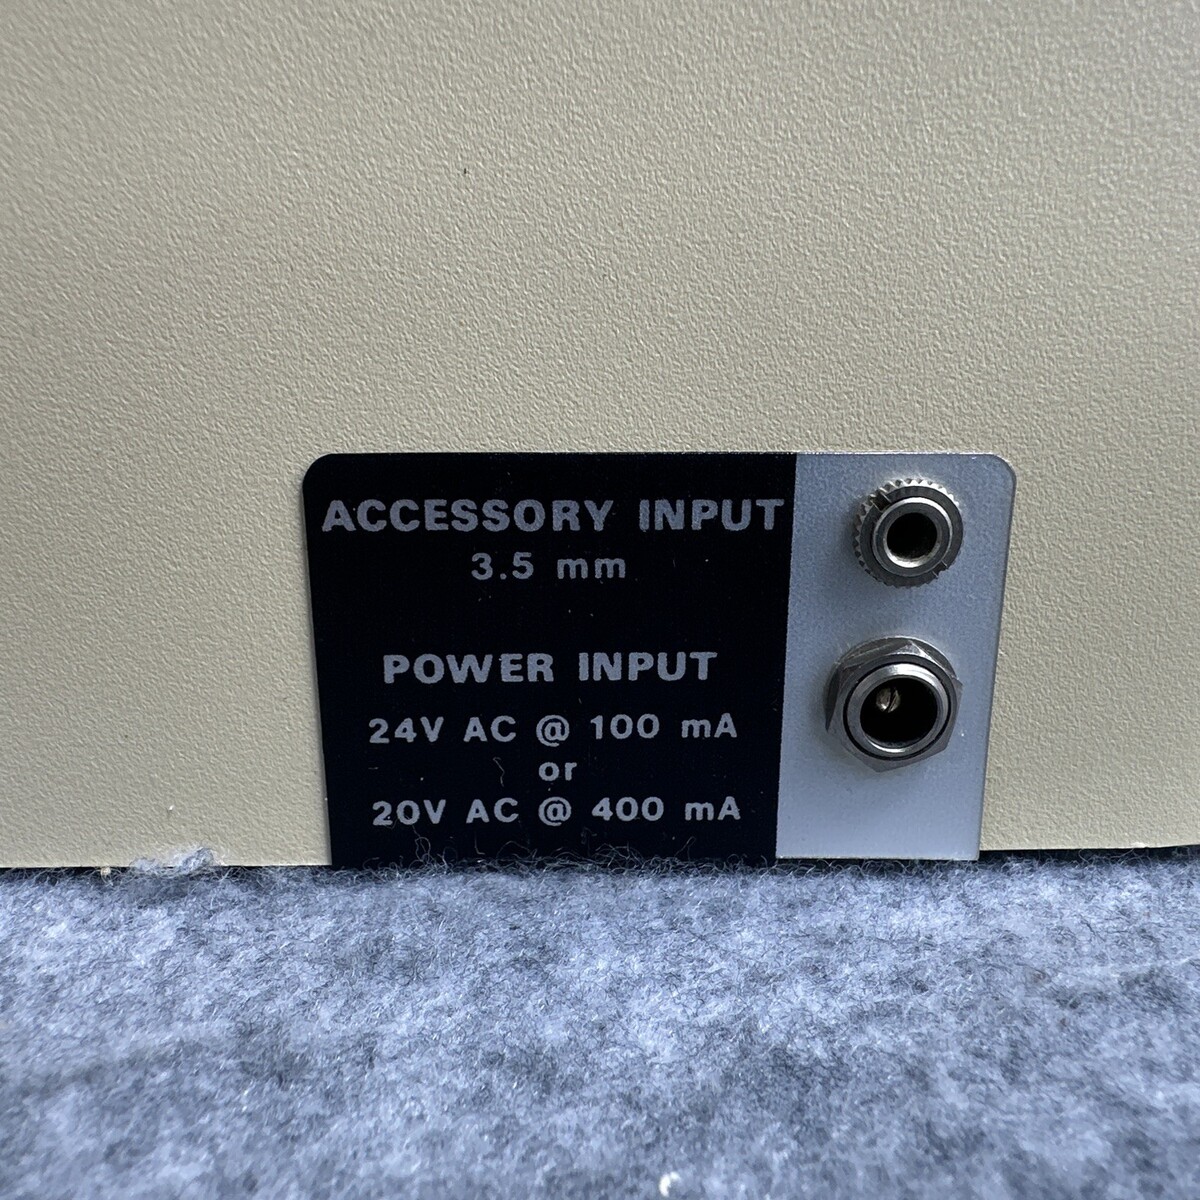 ACCESSORY INPUT
3.5 mm
POWER INPUT
24V AC @ 100 mA
or
20V AC @ 400 mA